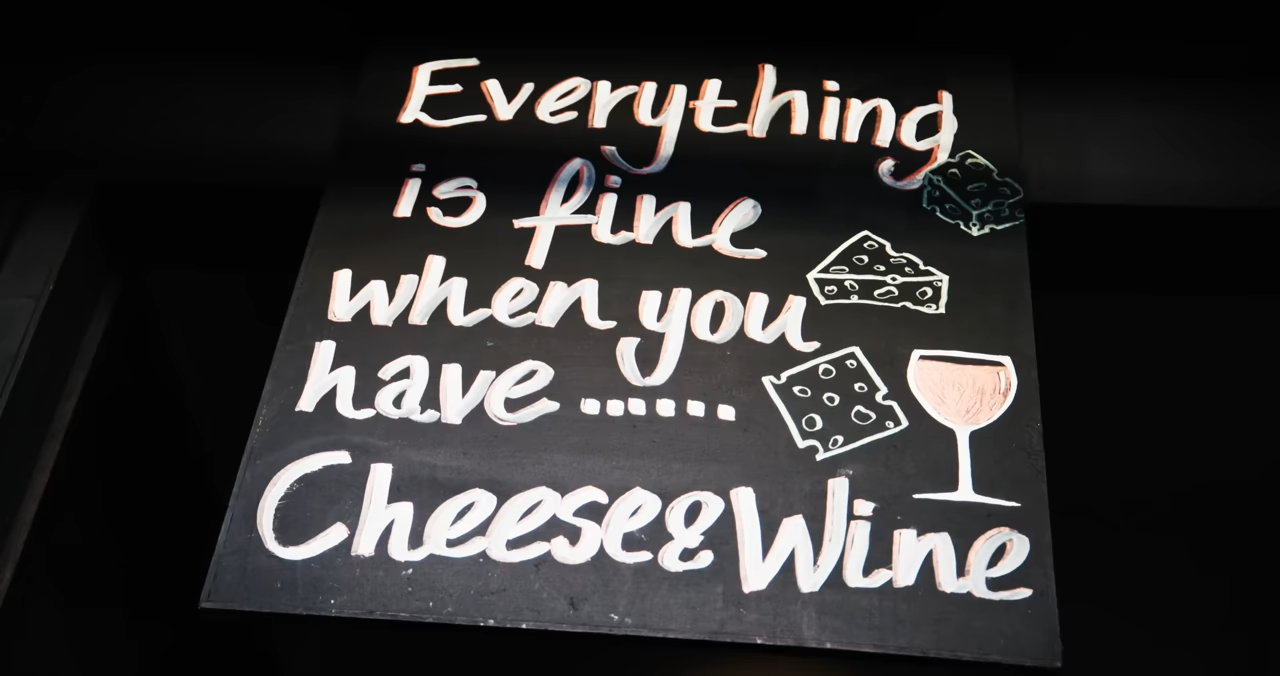 Everything
is fine
when you
have ......
Cheese & Wine